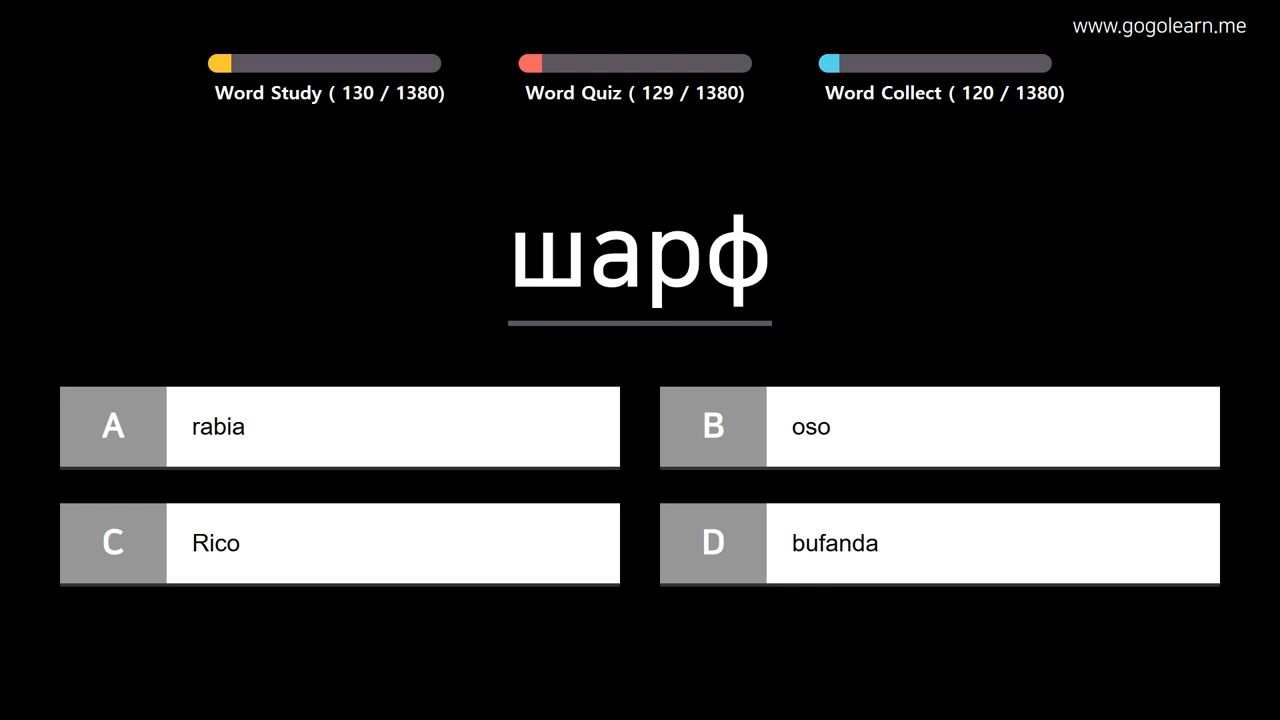 www.gogolearn.me
Word Study ( 130 / 1380)
Word Quiz ( 129 / 1380)
Word Collect ( 120 / 1380)
шарф
A rabia
B oso
C Rico
D bufanda